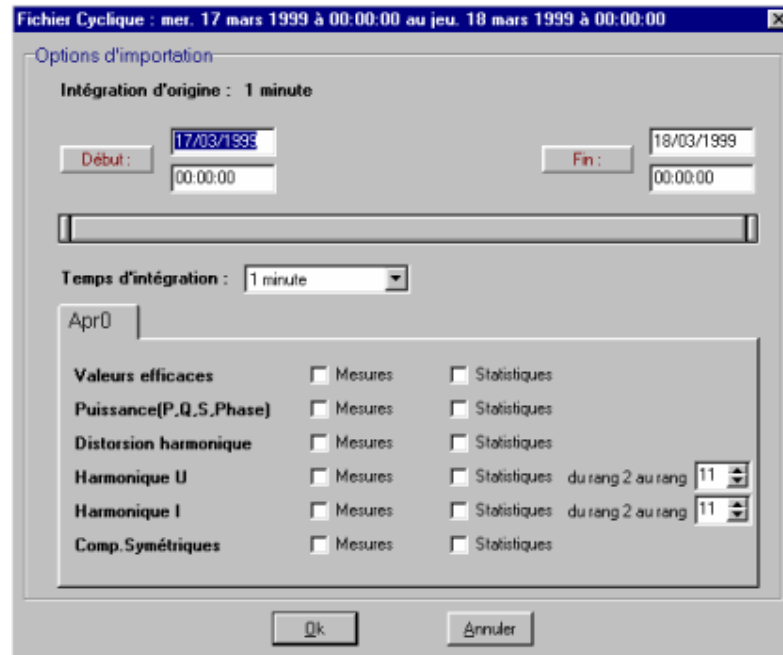 Fichier Cyclique : mer. 17 mars 1999 à 00:00:00 au jeu. 18 mars 1999 à 00:00:00
Options d'importation
Intégration d'origine : 1 minute
Début : 17/03/1999 Fin : 18/03/1999
00:00:00 00:00:00
Temps d'intégration : 1 minute
Apr0
Valeurs efficaces Mesures Statistiques
Puissance(P,Q,S,Phase) Mesures Statistiques
Distorsion harmonique Mesures Statistiques
Harmonique U Mesures Statistiques du rang 2 au rang 11
Harmonique I Mesures Statistiques du rang 2 au rang 11
Comp.Symétriques Mesures Statistiques
Ok Annuler